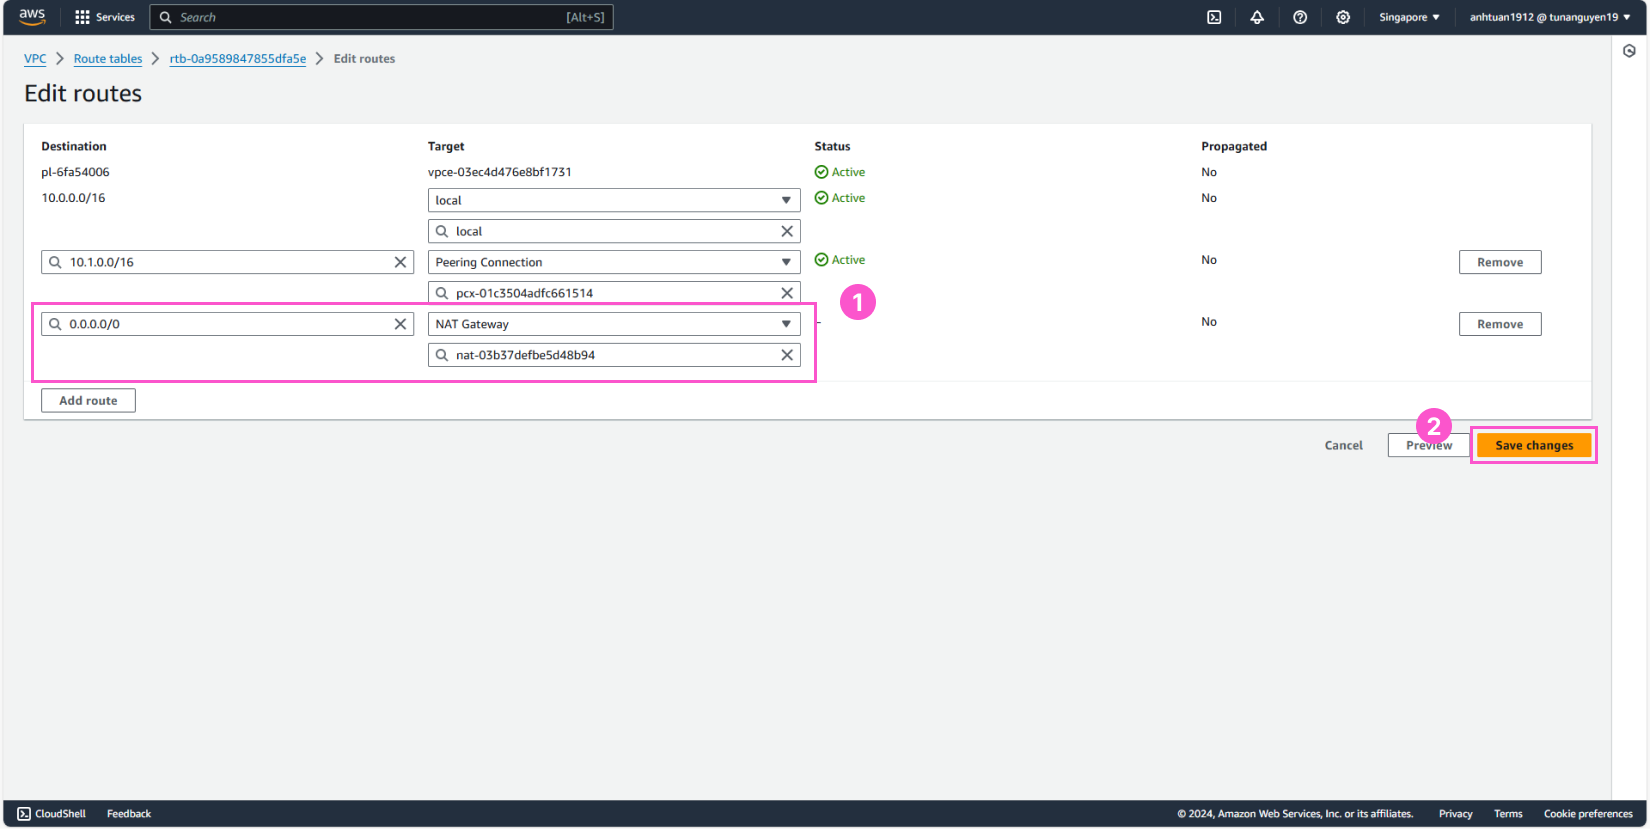 aws Services Search [Alt+S] Singapore anhtuan1912 @ tunanguyen19
VPC Route tables rtb-0a9589847855dfa5e Edit routes
Edit routes
Destination Target Status Propagated
pl-6fa54006 vpce-03ec4d476e8bf1731 Active No
10.0.0.0/16 local Active No
local
10.1.0.0/16 Peering Connection Active No Remove
pcx-01c3504adfc661514
1
0.0.0.0/0 NAT Gateway - No Remove
nat-03b37defbe5d48b94
Add route
2
Cancel Preview Save changes
CloudShell Feedback © 2024, Amazon Web Services, Inc. or its affiliates. Privacy Terms Cookie preferences